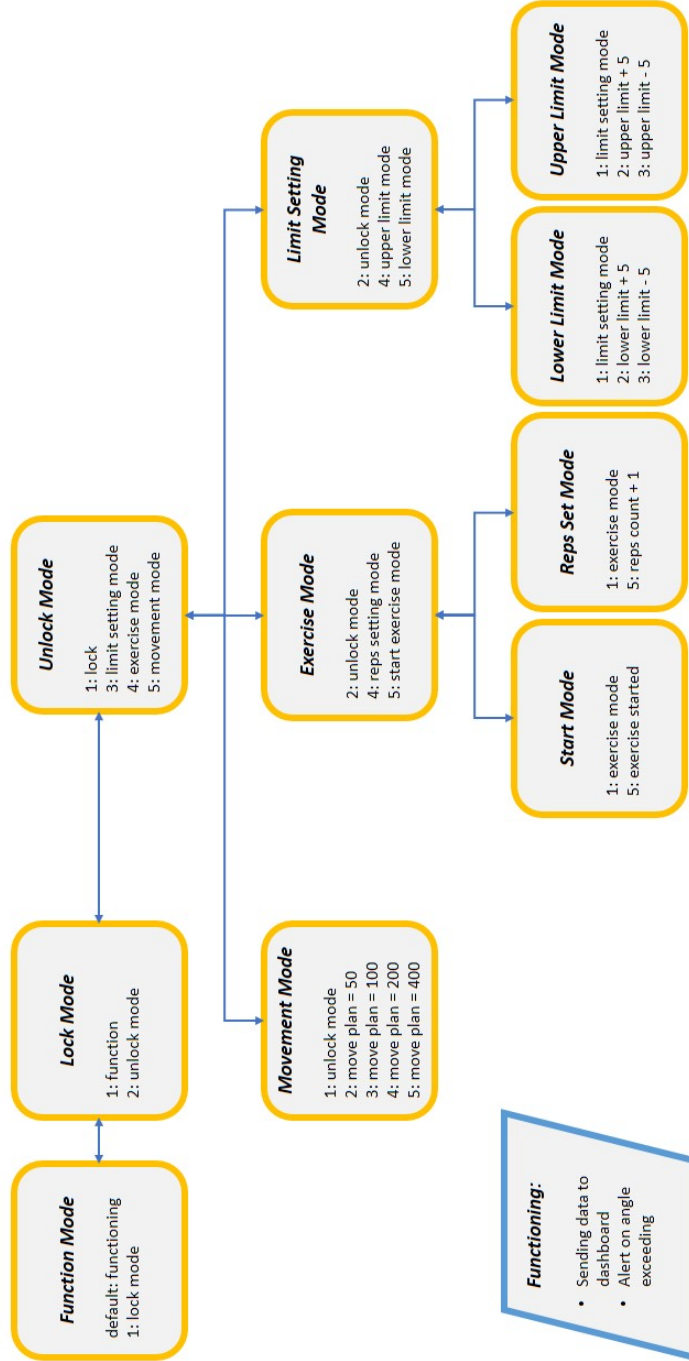 Function Mode
default: functioning
1: lock mode
Lock Mode
1: function
2: unlock mode
Unlock Mode
1: lock
3: limit setting mode
4: exercise mode
5: movement mode
Movement Mode
1: unlock mode
2: move plan = 50
3: move plan = 100
4: move plan = 200
5: move plan = 400
Exercise Mode
2: unlock mode
4: reps setting mode
5: start exercise mode
Limit Setting
Mode
2: unlock mode
4: upper limit mode
5: lower limit mode
Functioning:
• Sending data to
dashboard
• Alert on angle
exceeding
Start Mode
1: exercise mode
5: exercise started
Reps Set Mode
1: exercise mode
5: reps count + 1
Lower Limit Mode
1: limit setting mode
2: lower limit + 5
3: lower limit - 5
Upper Limit Mode
1: limit setting mode
2: upper limit + 5
3: upper limit - 5